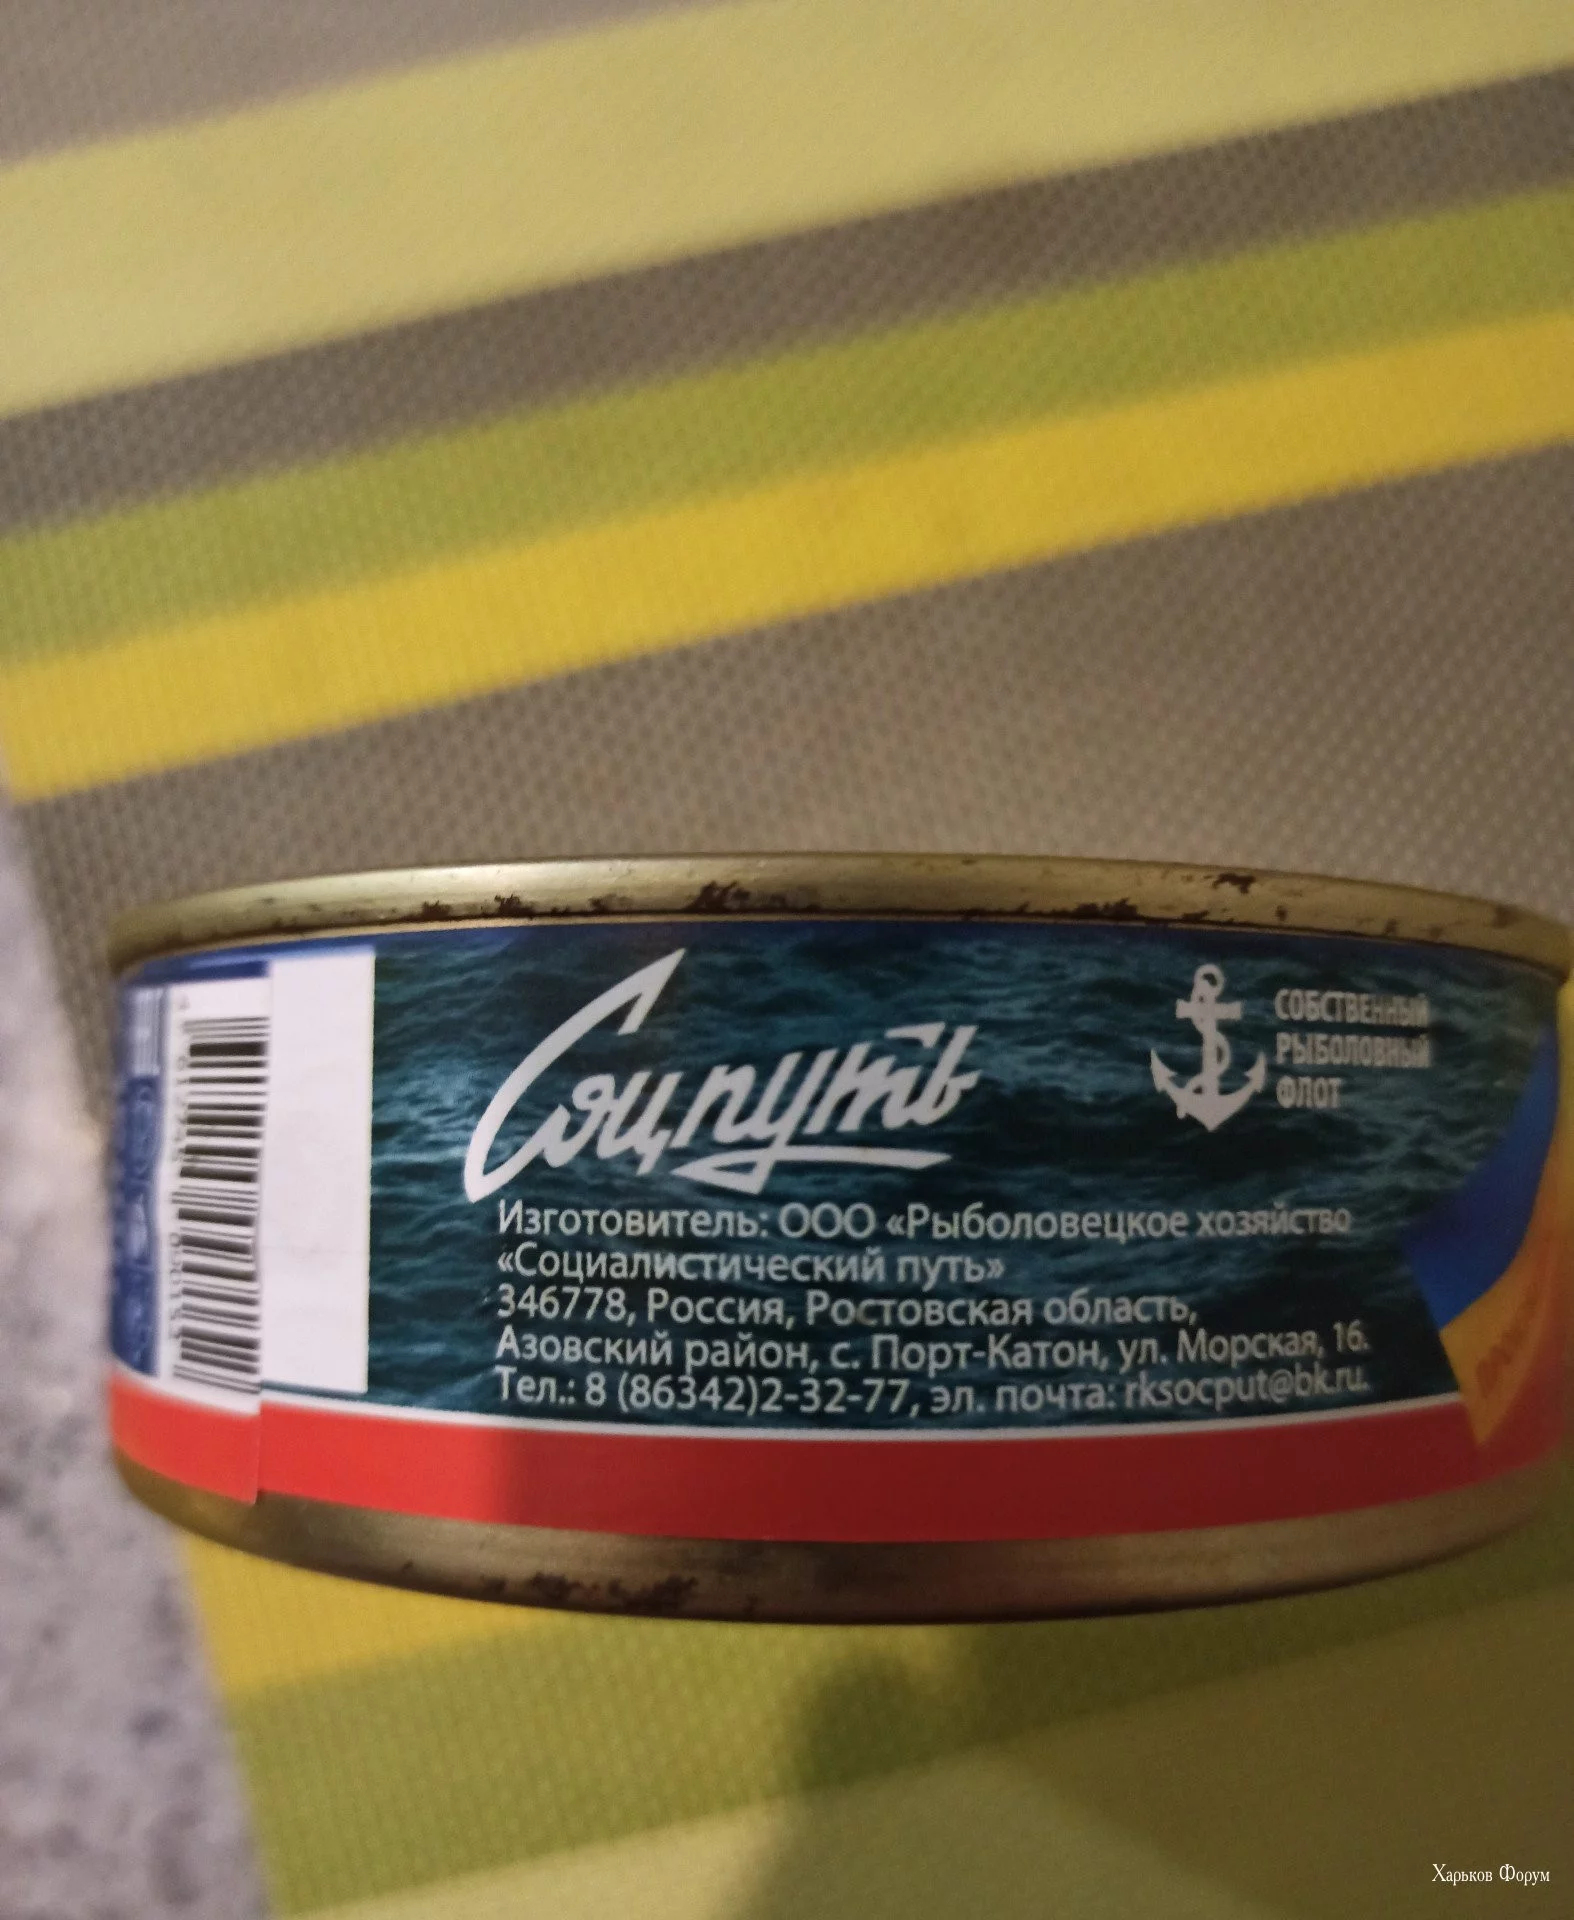 Соцпуть
СОБСТВЕННЫЙ
РЫБОЛОВНЫЙ
ФЛОТ
Изготовитель: ООО «Рыболовецкое хозяйство
«Социалистический путь»
346778, Россия, Ростовская область,
Азовский район, с. Порт-Катон, ул. Морская, 16.
Тел.: 8 (86342)2-32-77, эл. почта: rksocput@bk.ru.
Харьков Форум